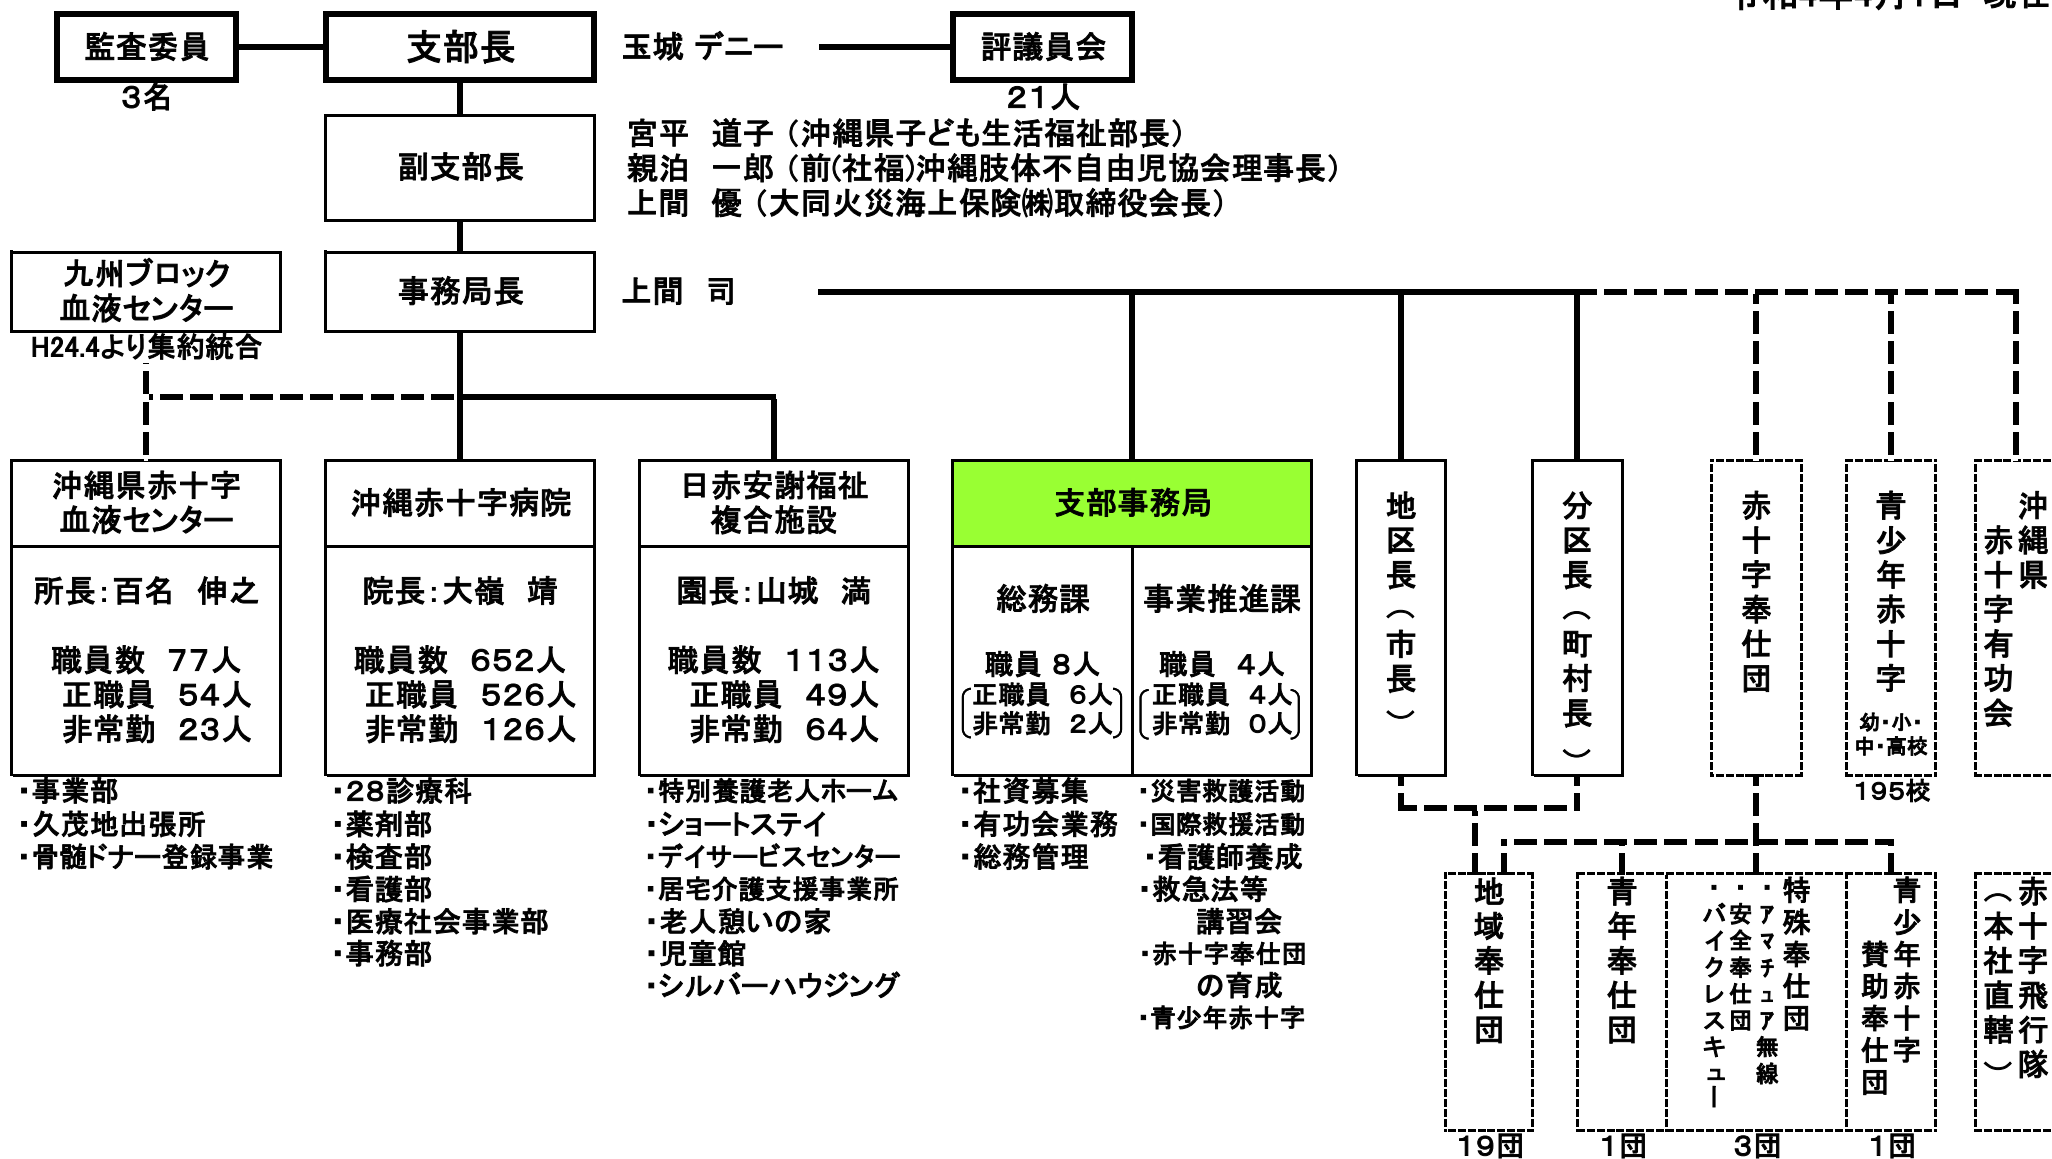 令和4年4月1日 現在
監査委員
3名
支部長
玉城 デニー
評議員会
21人
副支部長
宮平 道子(沖縄県子ども生活福祉部長)
親泊 一郎(前(社福)沖縄肢体不自由児協会理事長)
上間 優(大同火災海上保険㈱取締役会長)
九州ブロック
血液センター
H24.4より集約統合
事務局長
上間 司
沖縄県赤十字
血液センター
所長:百名 伸之
職員数 77人
正職員 54人
非常勤 23人
・事業部
・久茂地出張所
・骨髄ドナー登録事業
沖縄赤十字病院
院長:大嶺 靖
職員数 652人
正職員 526人
非常勤 126人
・28診療科
・薬剤部
・検査部
・看護部
・医療社会事業部
・事務部
日赤安謝福祉
複合施設
園長:山城 満
職員数 113人
正職員 49人
非常勤 64人
・特別養護老人ホーム
・ショートステイ
・デイサービスセンター
・居宅介護支援事業所
・老人憩いの家
・児童館
・シルバーハウジング
支部事務局
総務課
職員 8人
正職員 6人
非常勤 2人
・社資募集
・有功会業務
・総務管理
事業推進課
職員 4人
正職員 4人
非常勤 0人
・災害救護活動
・国際救援活動
・看護師養成
・救急法等
講習会
・赤十字奉仕団
の育成
・青少年赤十字
地区長(市長)
分区長(町村長)
赤十字奉仕団
青少年赤十字
幼・小・
中・高校
195校
沖縄県
赤十字有功会
地域奉仕団
19団
青年奉仕団
1団
特殊奉仕団
・アマチュア無線
・安全奉仕団
・バイクレスキュー
3団
青少年赤十字
賛助奉仕団
1団
赤十字飛行隊
(本社直轄)